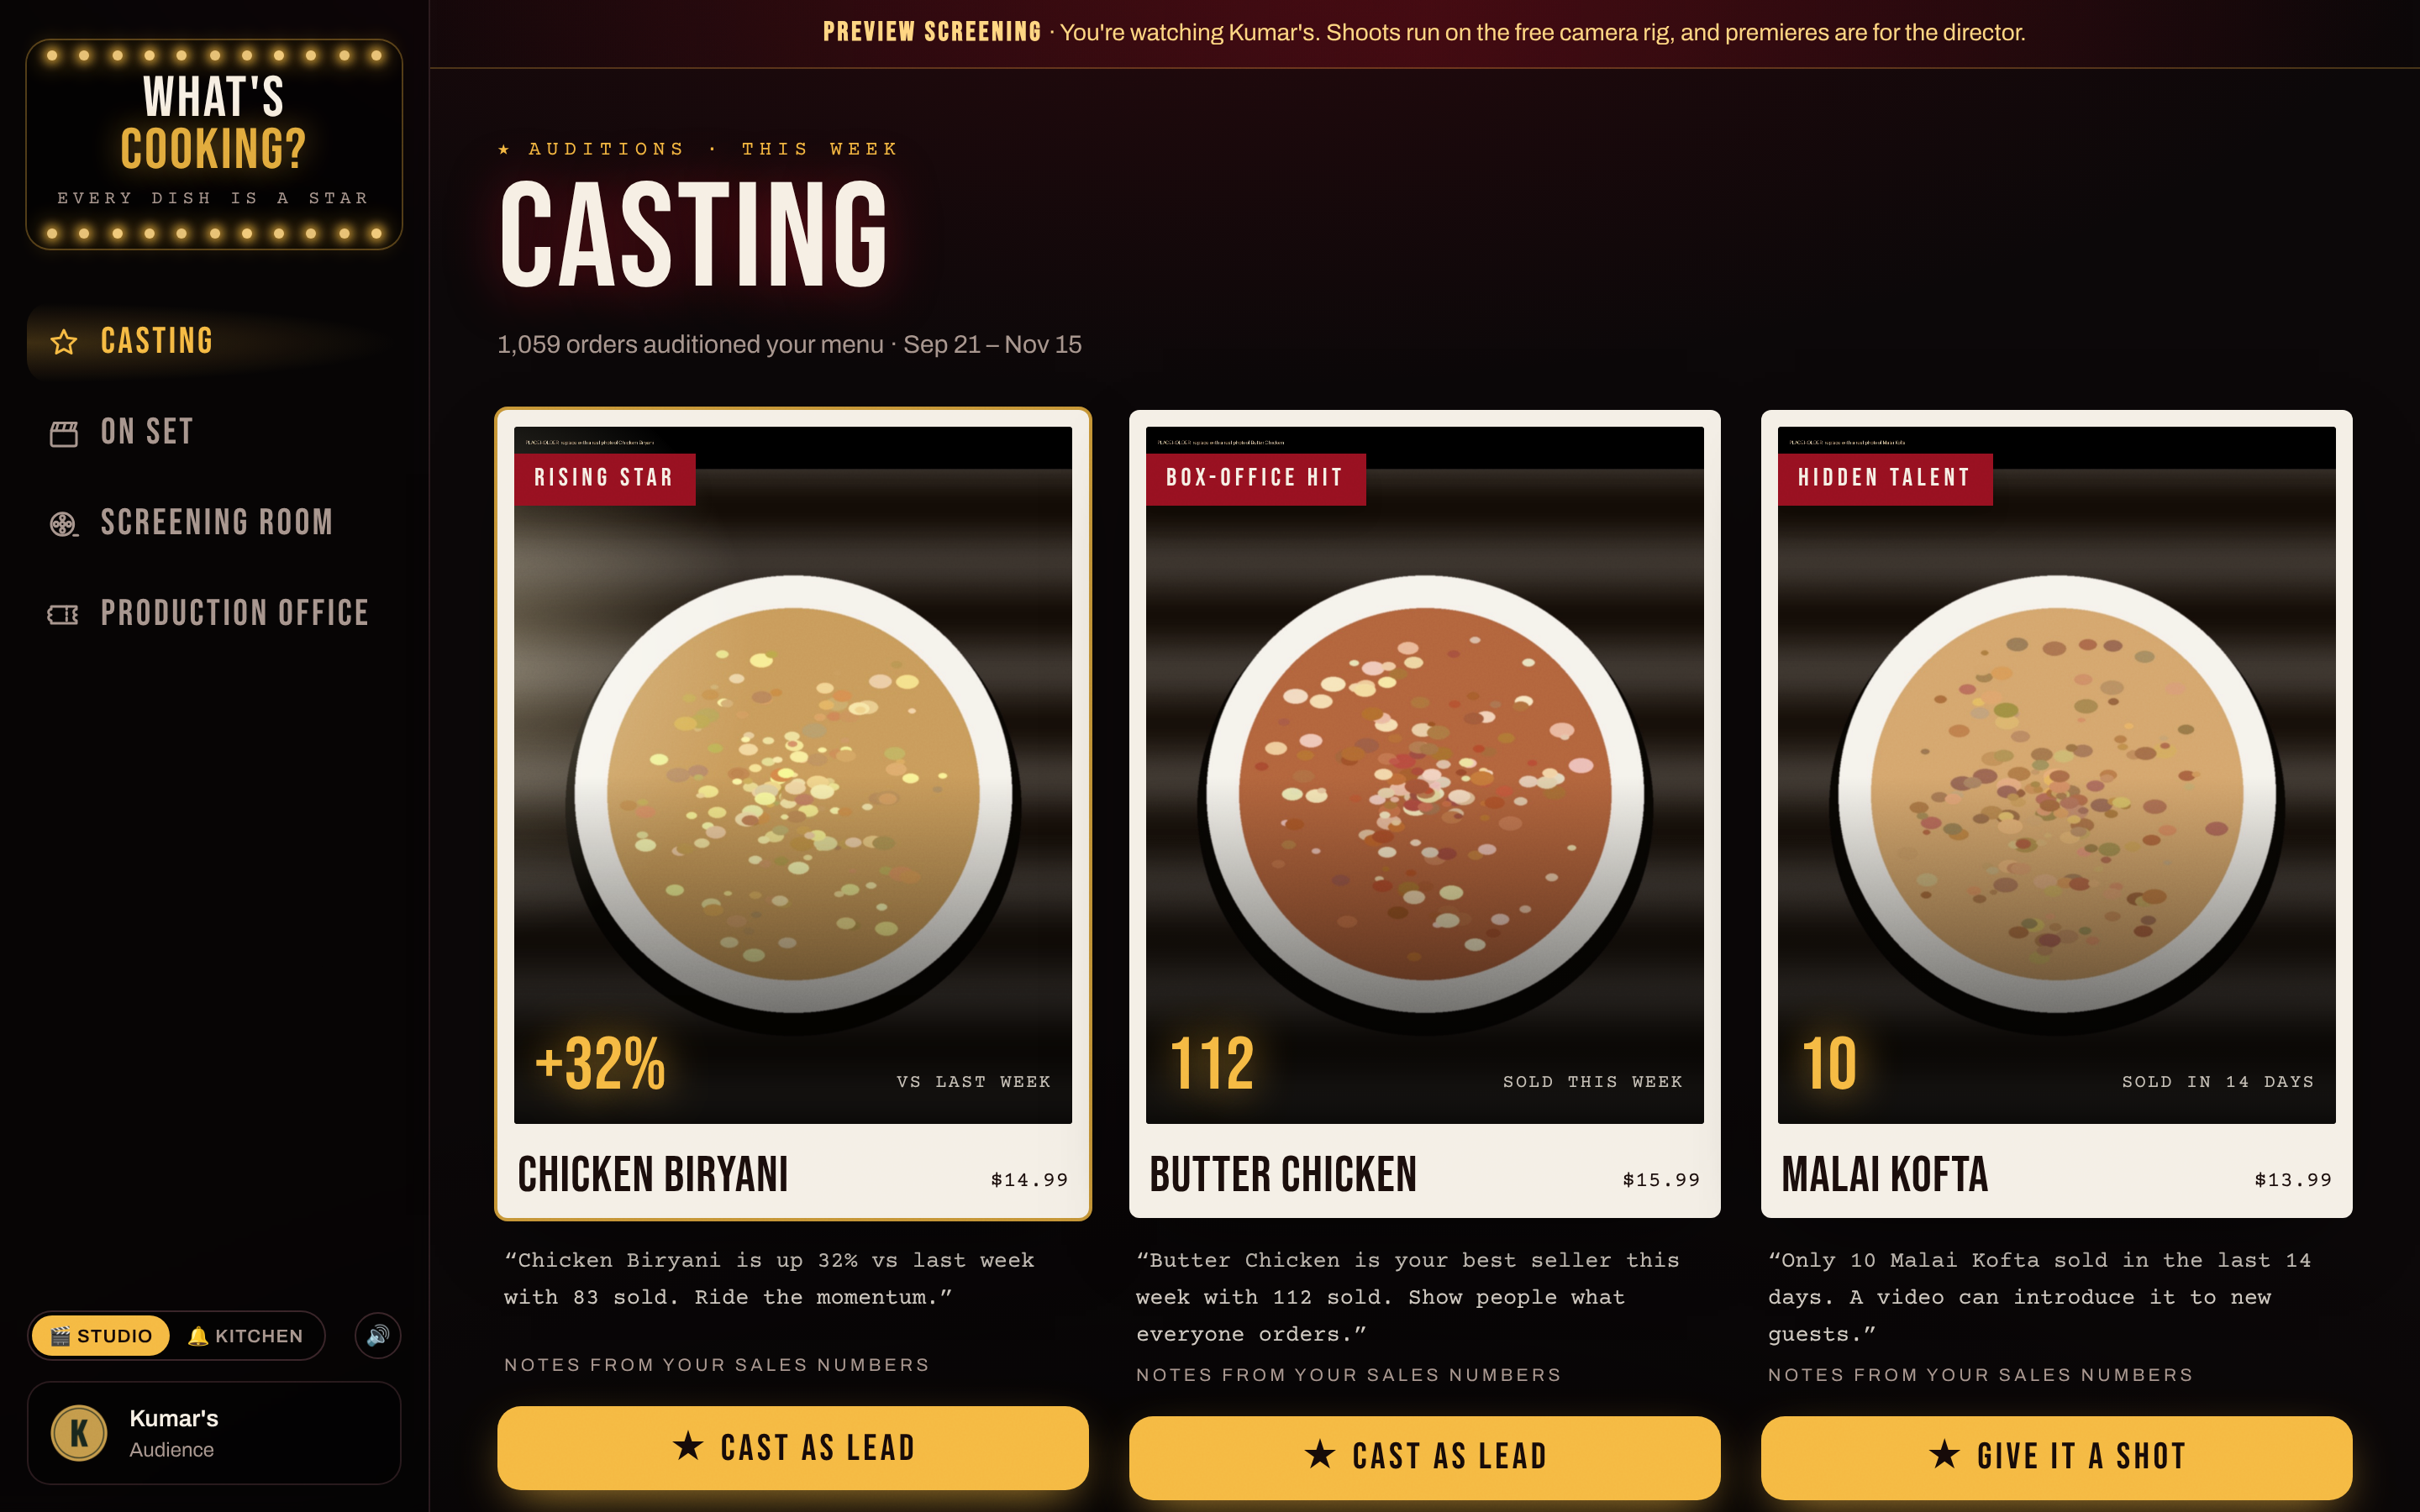 PREVIEW SCREENING · You're watching Kumar's. Shoots run on the free camera rig, and premieres are for the director.
WHAT'S
COOKING?
EVERY DISH IS A STAR
CASTING
ON SET
SCREENING ROOM
PRODUCTION OFFICE
STUDIO
KITCHEN
K
Kumar's
Audience
★ AUDITIONS · THIS WEEK
CASTING
1,059 orders auditioned your menu · Sep 21 – Nov 15
RISING STAR
+32%
VS LAST WEEK
CHICKEN BIRYANI
$14.99
“Chicken Biryani is up 32% vs last week
with 83 sold. Ride the momentum.”
NOTES FROM YOUR SALES NUMBERS
★ CAST AS LEAD
BOX-OFFICE HIT
112
SOLD THIS WEEK
BUTTER CHICKEN
$15.99
“Butter Chicken is your best seller this
week with 112 sold. Show people what
everyone orders.”
NOTES FROM YOUR SALES NUMBERS
★ CAST AS LEAD
HIDDEN TALENT
10
SOLD IN 14 DAYS
MALAI KOFTA
$13.99
“Only 10 Malai Kofta sold in the last 14
days. A video can introduce it to new
guests.”
NOTES FROM YOUR SALES NUMBERS
★ GIVE IT A SHOT